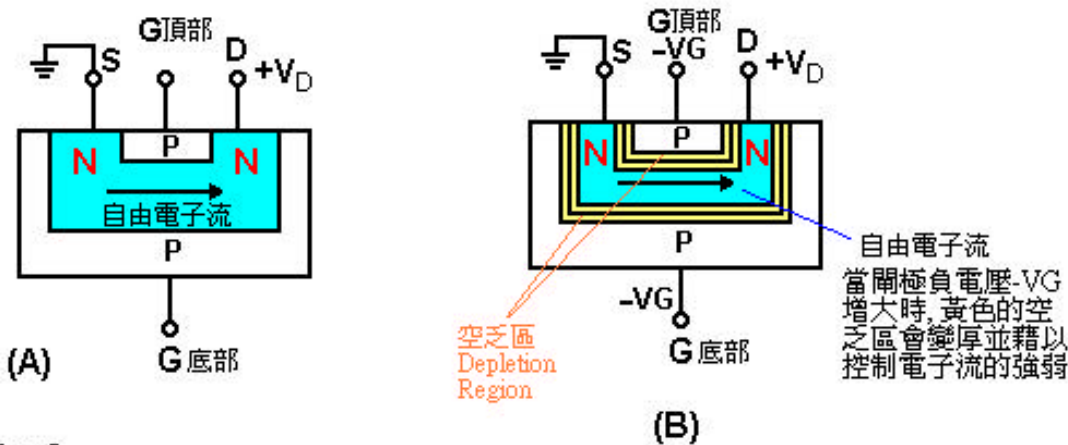 G頂部
S
D
+VD
P
N
N
自由電子流
P
G 底部
(A)
G頂部
-VG
S
D
+VD
P
N
N
P
-VG
G 底部
(B)
空乏區
Depletion
Region
自由電子流
當閘極負電壓-VG
增大時, 黃色的空
乏區會變厚並藉以
控制電子流的強弱